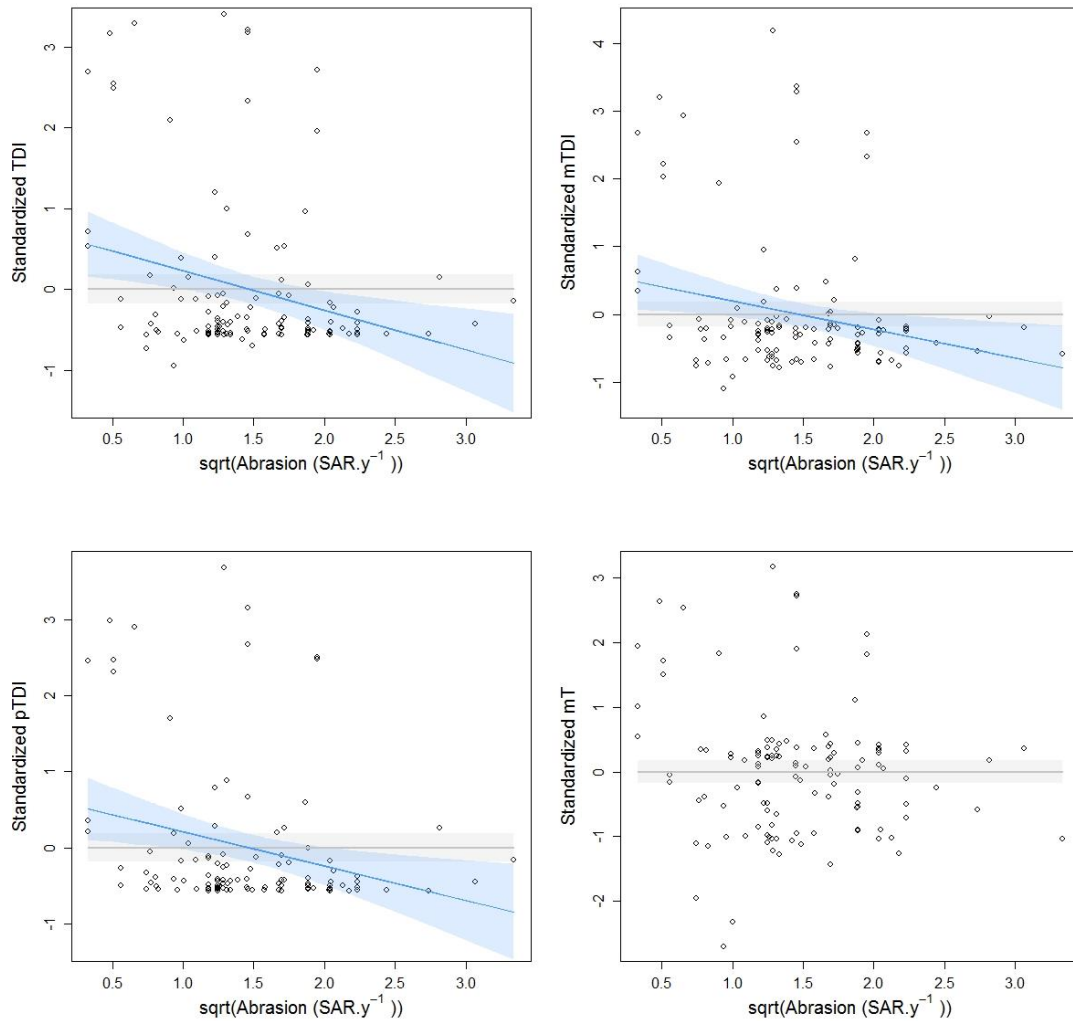 Standardized TDI
3
2
1
0
-1
0.5 1.0 1.5 2.0 2.5 3.0
sqrt(Abrasion (SAR.y⁻¹ ))
Standardized mTDI
4
3
2
1
0
-1
0.5 1.0 1.5 2.0 2.5 3.0
sqrt(Abrasion (SAR.y⁻¹ ))
Standardized pTDI
3
2
1
0
-1
0.5 1.0 1.5 2.0 2.5 3.0
sqrt(Abrasion (SAR.y⁻¹ ))
Standardized mT
3
2
1
0
-1
-2
0.5 1.0 1.5 2.0 2.5 3.0
sqrt(Abrasion (SAR.y⁻¹ ))